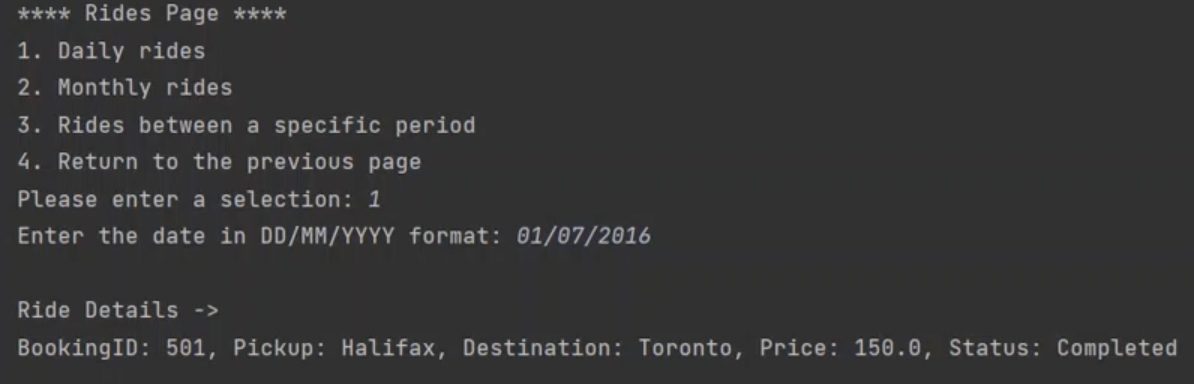 **** Rides Page ****
1. Daily rides
2. Monthly rides
3. Rides between a specific period
4. Return to the previous page
Please enter a selection: 1
Enter the date in DD/MM/YYYY format: 01/07/2016
Ride Details ->
BookingID: 501, Pickup: Halifax, Destination: Toronto, Price: 150.0, Status: Completed